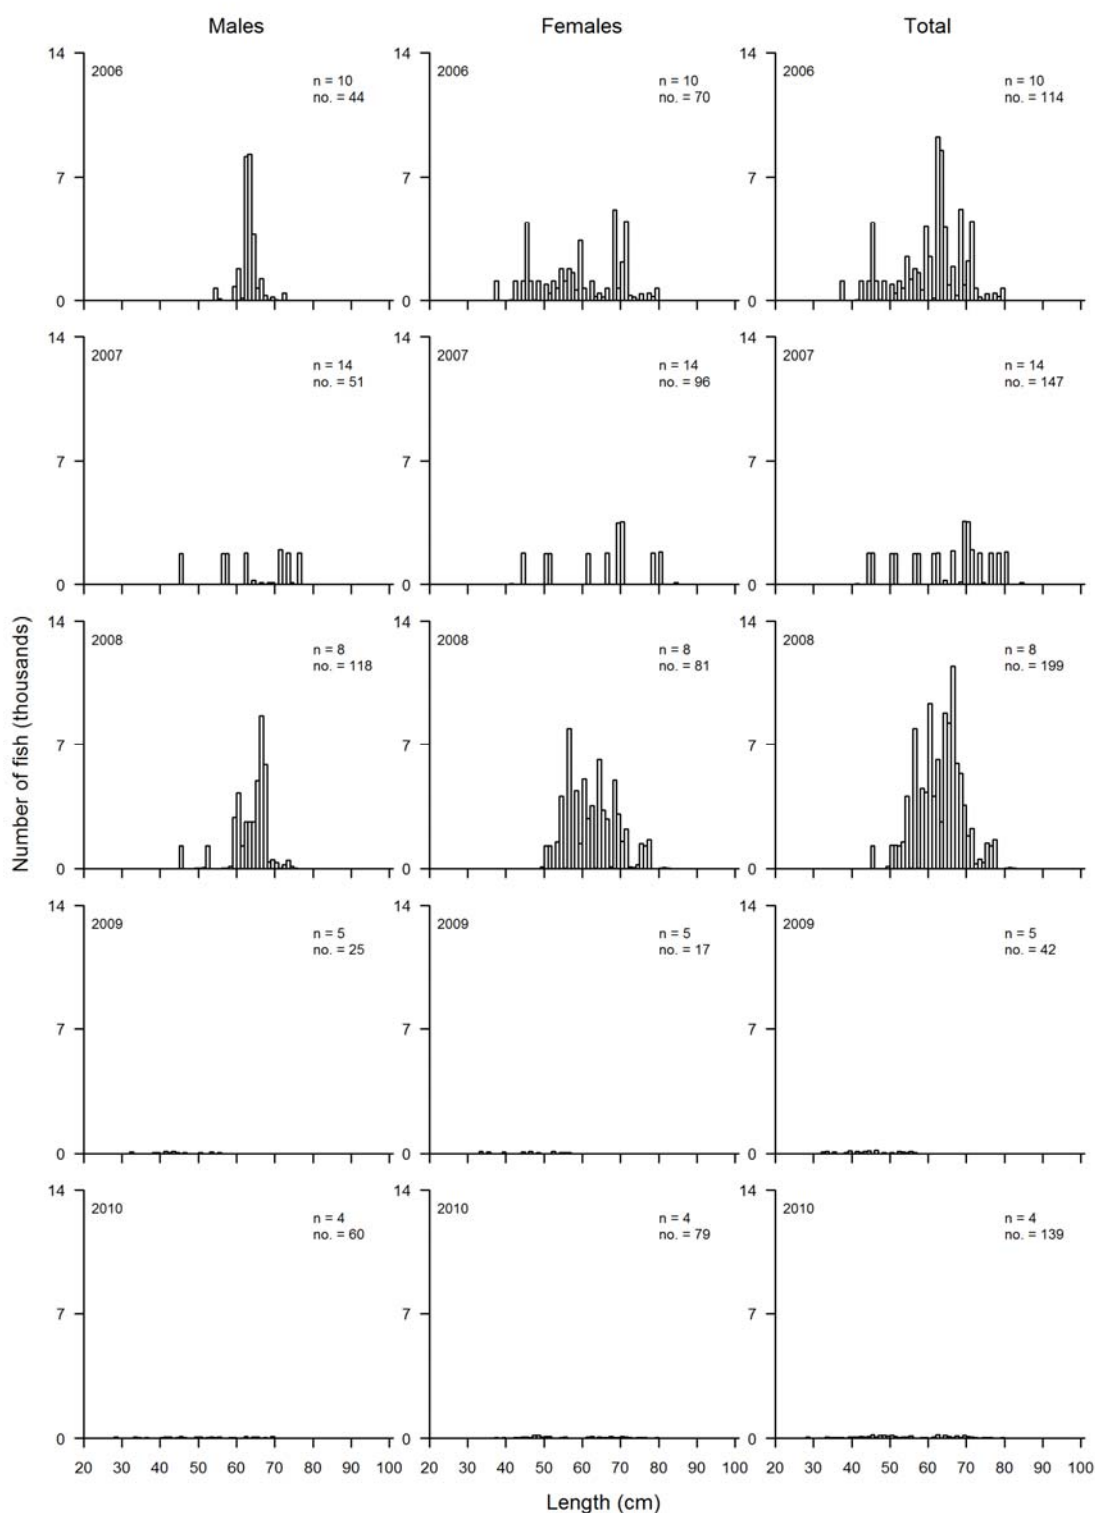 Males Females Total
14 14 14
2006 2006 2006
n = 10 n = 10 n = 10
no. = 44 no. = 70 no. = 114
7 7 7
0 0 0
14 14 14
2007 2007 2007
n = 14 n = 14 n = 14
no. = 51 no. = 96 no. = 147
7 7 7
0 0 0
Number of fish (thousands)
14 14 14
2008 2008 2008
n = 8 n = 8 n = 8
no. = 118 no. = 81 no. = 199
7 7 7
0 0 0
14 14 14
2009 2009 2009
n = 5 n = 5 n = 5
no. = 25 no. = 17 no. = 42
7 7 7
0 0 0
14 14 14
2010 2010 2010
n = 4 n = 4 n = 4
no. = 60 no. = 79 no. = 139
7 7 7
0 0 0
20 30 40 50 60 70 80 90 100 20 30 40 50 60 70 80 90 100 20 30 40 50 60 70 80 90 100
Length (cm)